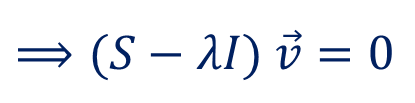 ⟹ (𝑆 − 𝜆𝐼) 𝑣⃗ = 0